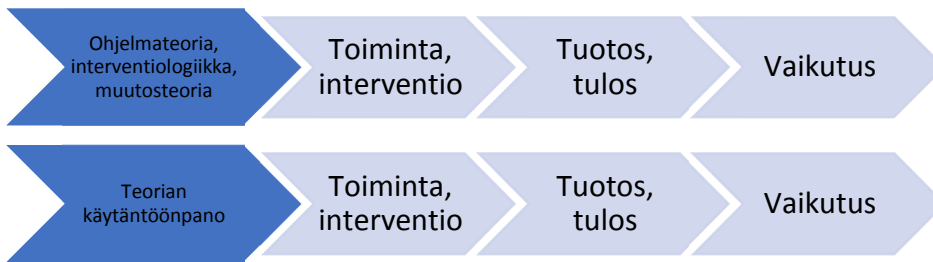 Ohjelmateoria,
interventiologiikka,
muutosteoria
Toiminta,
interventio
Tuotos,
tulos
Vaikutus
Teorian
käytäntöönpano
Toiminta,
interventio
Tuotos,
tulos
Vaikutus